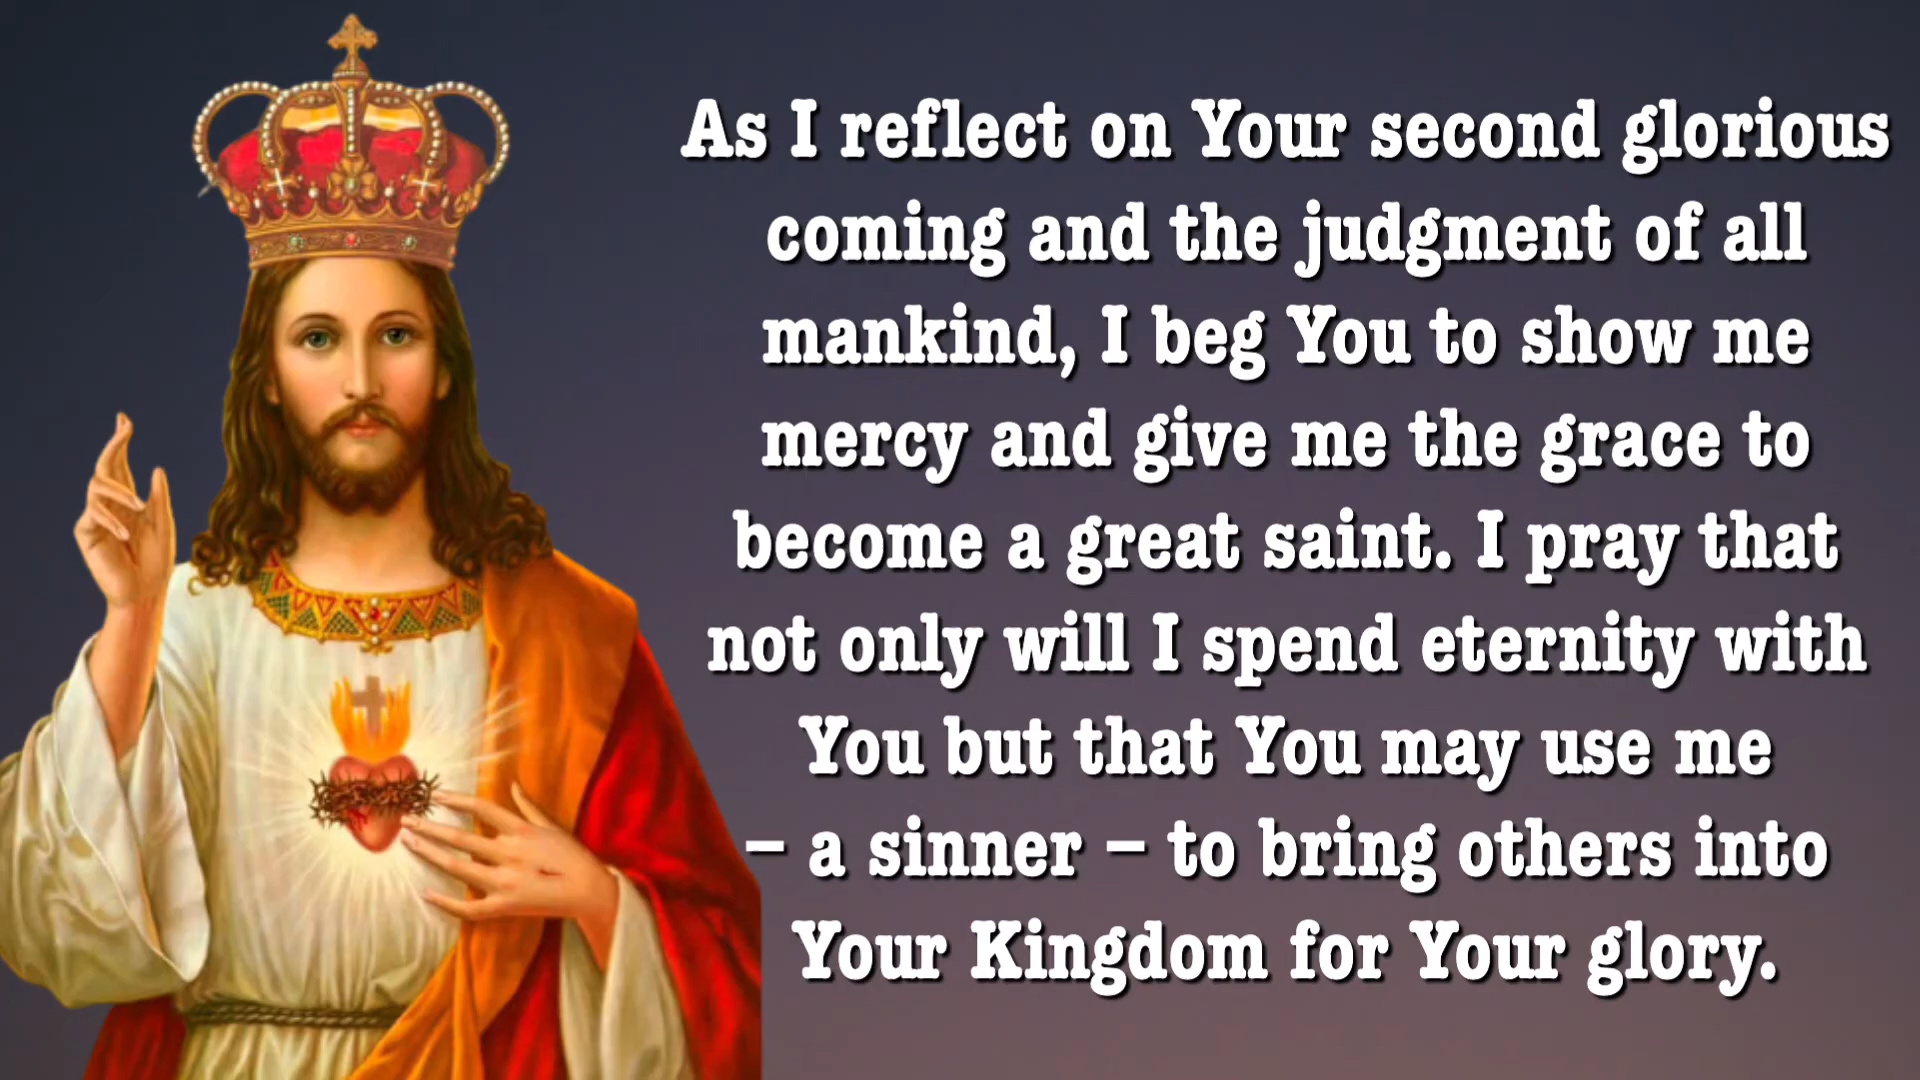 As I reflect on Your second glorious
coming and the judgment of all
mankind, I beg You to show me
mercy and give me the grace to
become a great saint. I pray that
not only will I spend eternity with
You but that You may use me
– a sinner – to bring others into
Your Kingdom for Your glory.